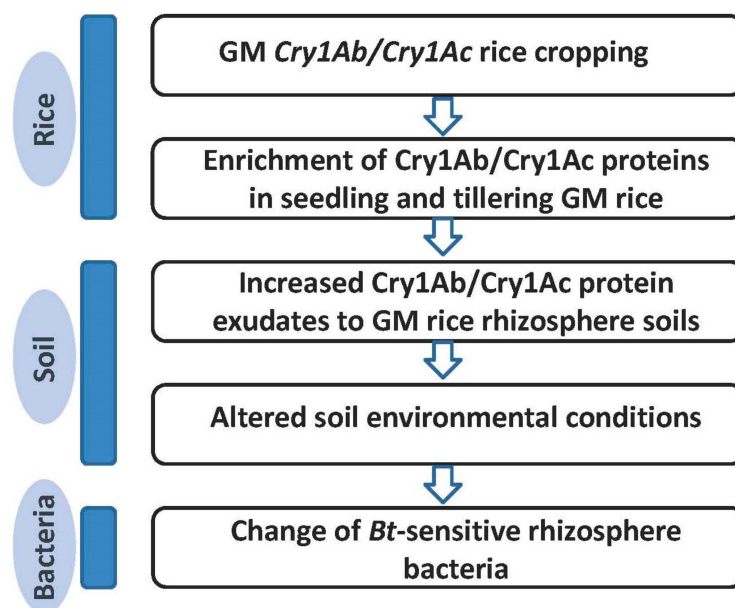 Rice
GM Cry1Ab/Cry1Ac rice cropping
Enrichment of Cry1Ab/Cry1Ac proteins
in seedling and tillering GM rice
Soil
Increased Cry1Ab/Cry1Ac protein
exudates to GM rice rhizosphere soils
Altered soil environmental conditions
Bacteria
Change of Bt-sensitive rhizosphere
bacteria